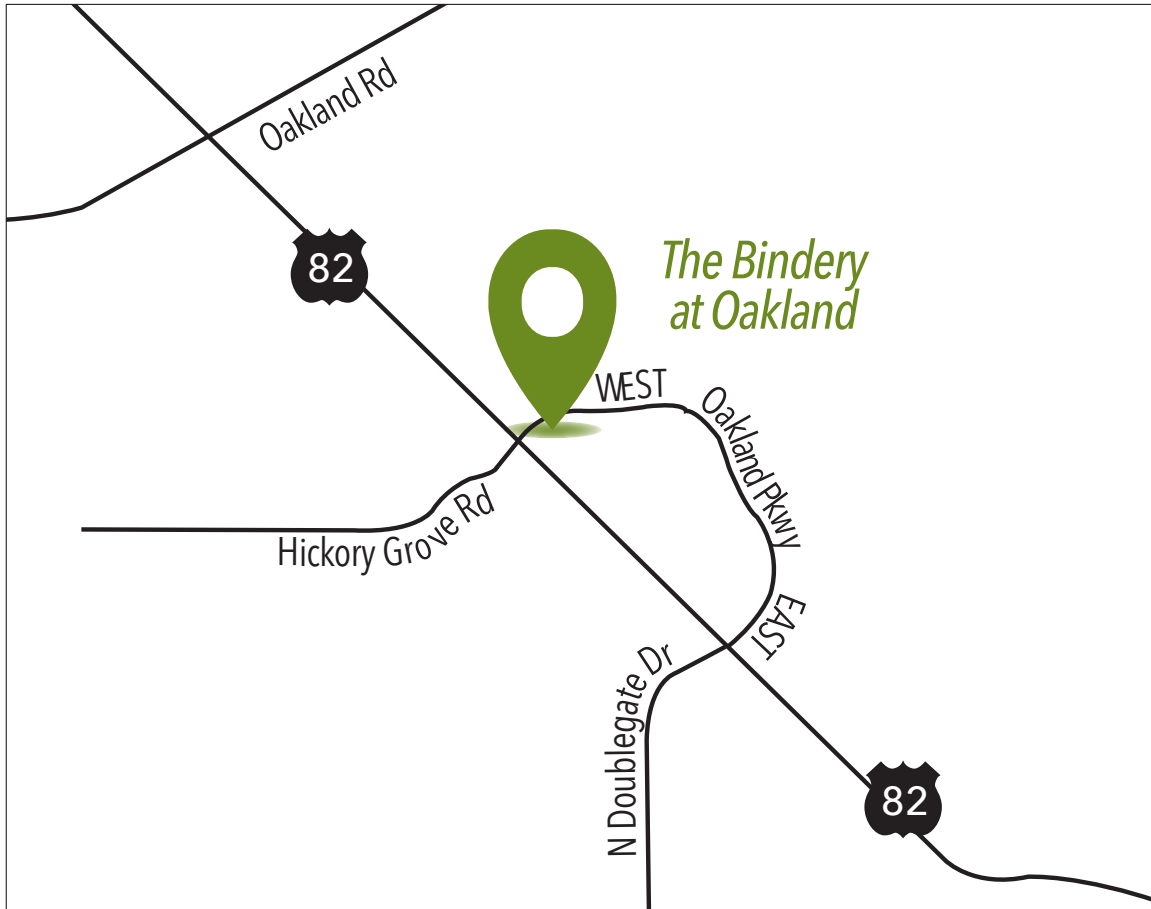 Oakland Rd
82
The Bindery
at Oakland
WEST
Oakland Pkwy
Hickory Grove Rd
EAST
N Doublegate Dr
82